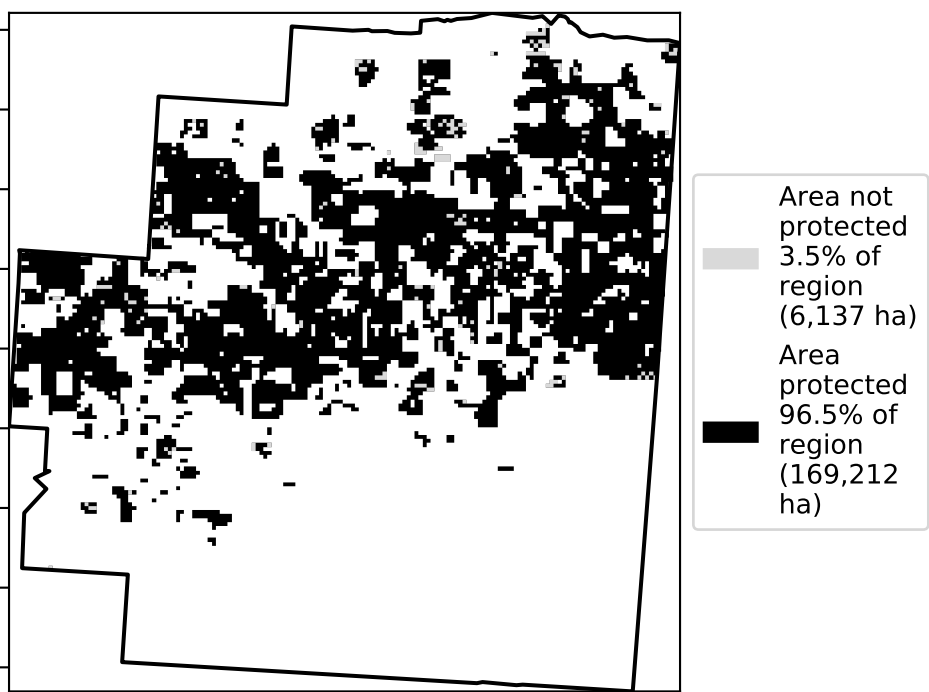 Area not
protected
3.5% of
region
(6,137 ha)
Area
protected
96.5% of
region
(169,212
ha)